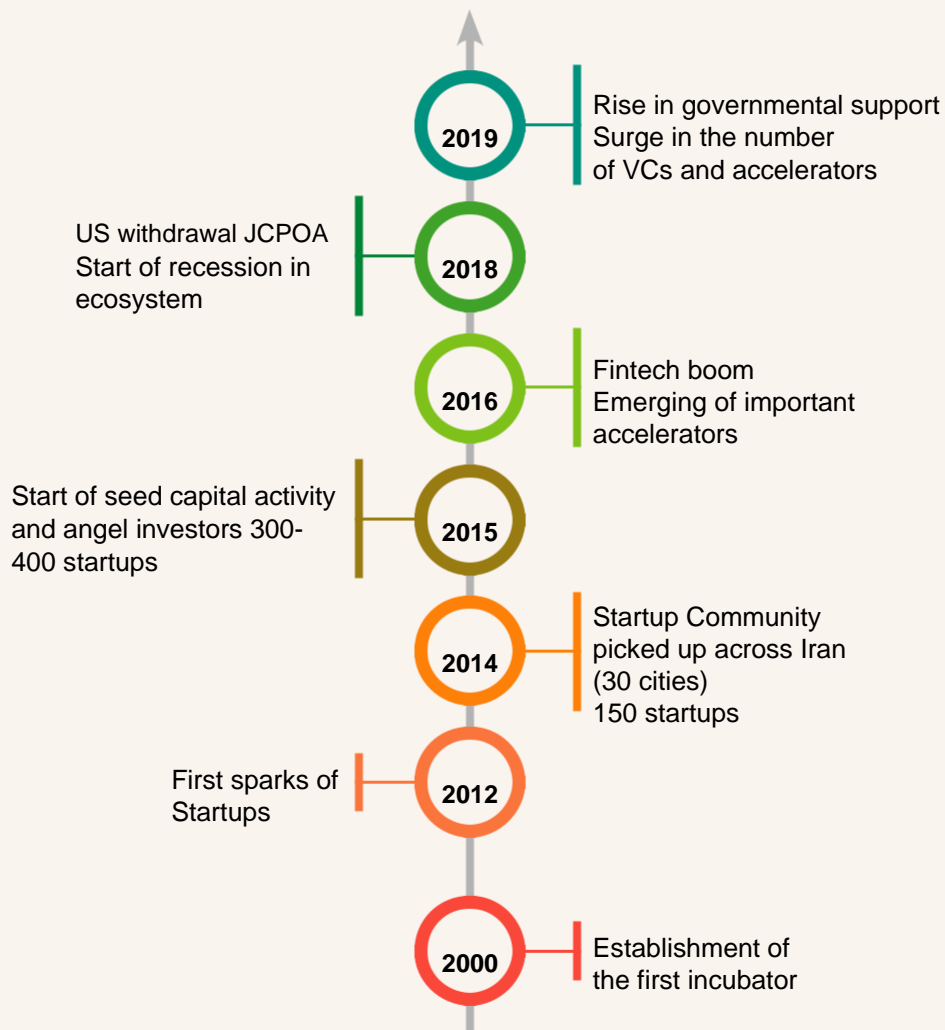 2019
Rise in governmental support
Surge in the number
of VCs and accelerators
US withdrawal JCPOA
Start of recession in
ecosystem
2018
Fintech boom
Emerging of important
accelerators
2016
Start of seed capital activity
and angel investors 300-
400 startups
2015
Startup Community
picked up across Iran
(30 cities)
150 startups
2014
First sparks of
Startups
2012
2000
Establishment of
the first incubator